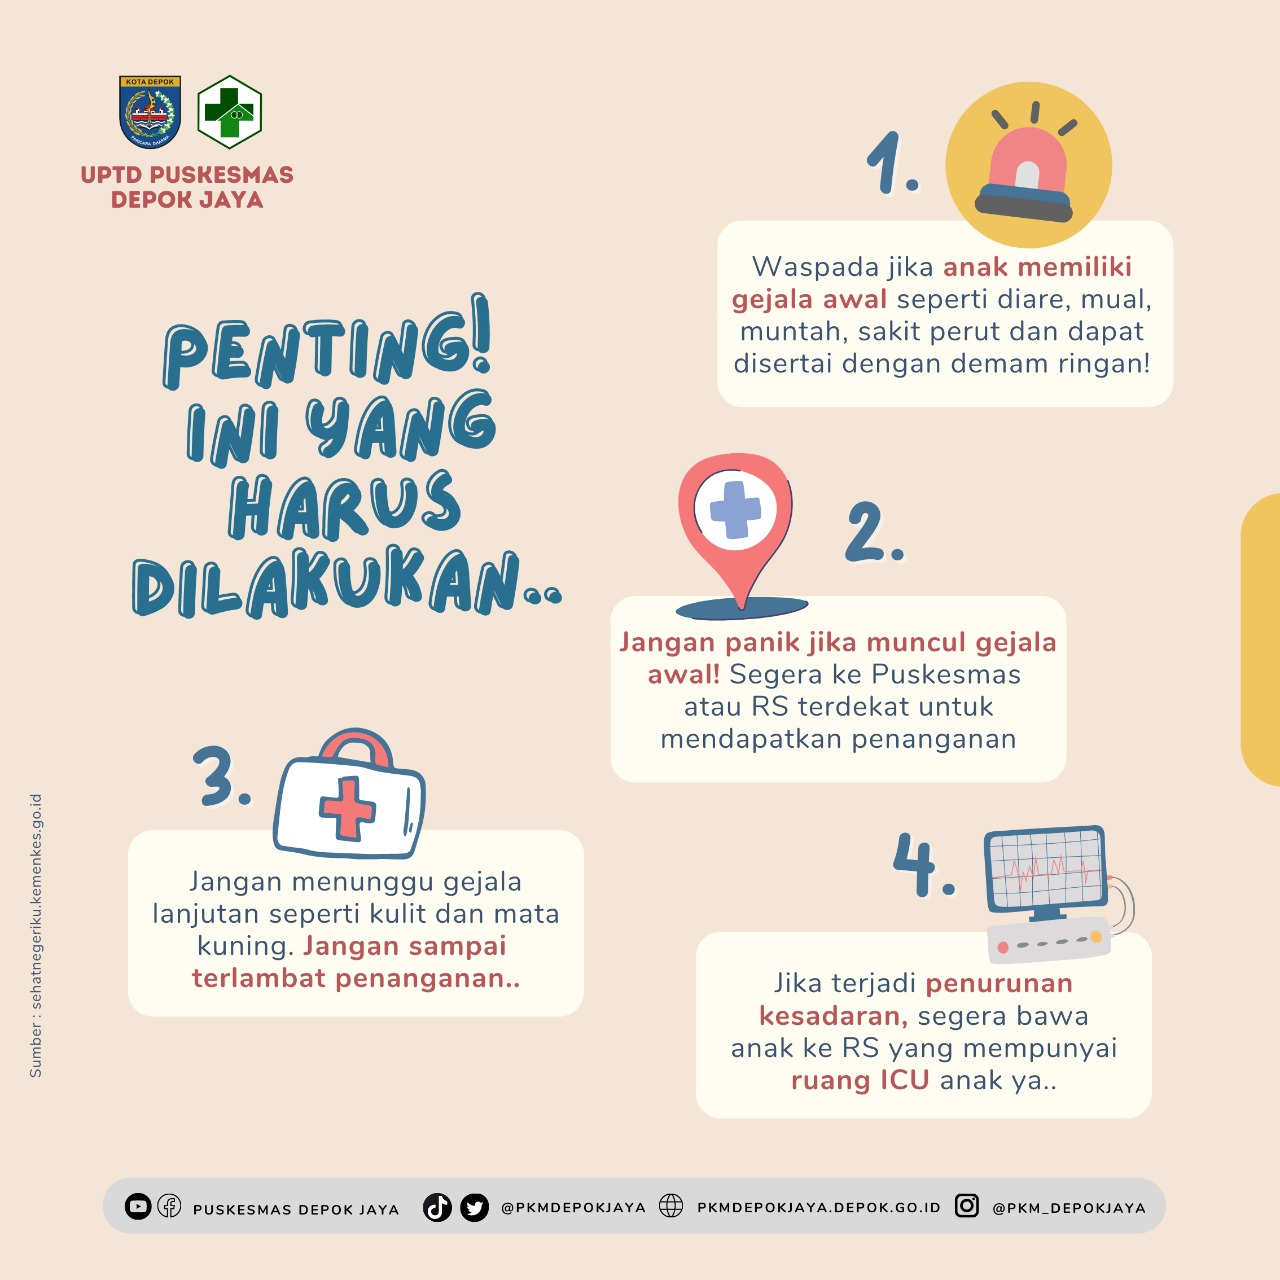 KOTA DEPOK
PARICARA DHARMA
UPTD PUSKESMAS
DEPOK JAYA
PENTING!
INI YANG
HARUS
DILAKUKAN..
1.
Waspada jika anak memiliki
gejala awal seperti diare, mual,
muntah, sakit perut dan dapat
disertai dengan demam ringan!
2.
Jangan panik jika muncul gejala
awal! Segera ke Puskesmas
atau RS terdekat untuk
mendapatkan penanganan
3.
Jangan menunggu gejala
lanjutan seperti kulit dan mata
kuning. Jangan sampai
terlambat penanganan..
4.
Jika terjadi penurunan
kesadaran, segera bawa
anak ke RS yang mempunyai
ruang ICU anak ya..
Sumber : sehatnegeriku.kemenkes.go.id
PUSKESMAS DEPOK JAYA @PKMDEPOKJAYA PKMDEPOKJAYA.DEPOK.GO.ID @PKM_DEPOKJAYA